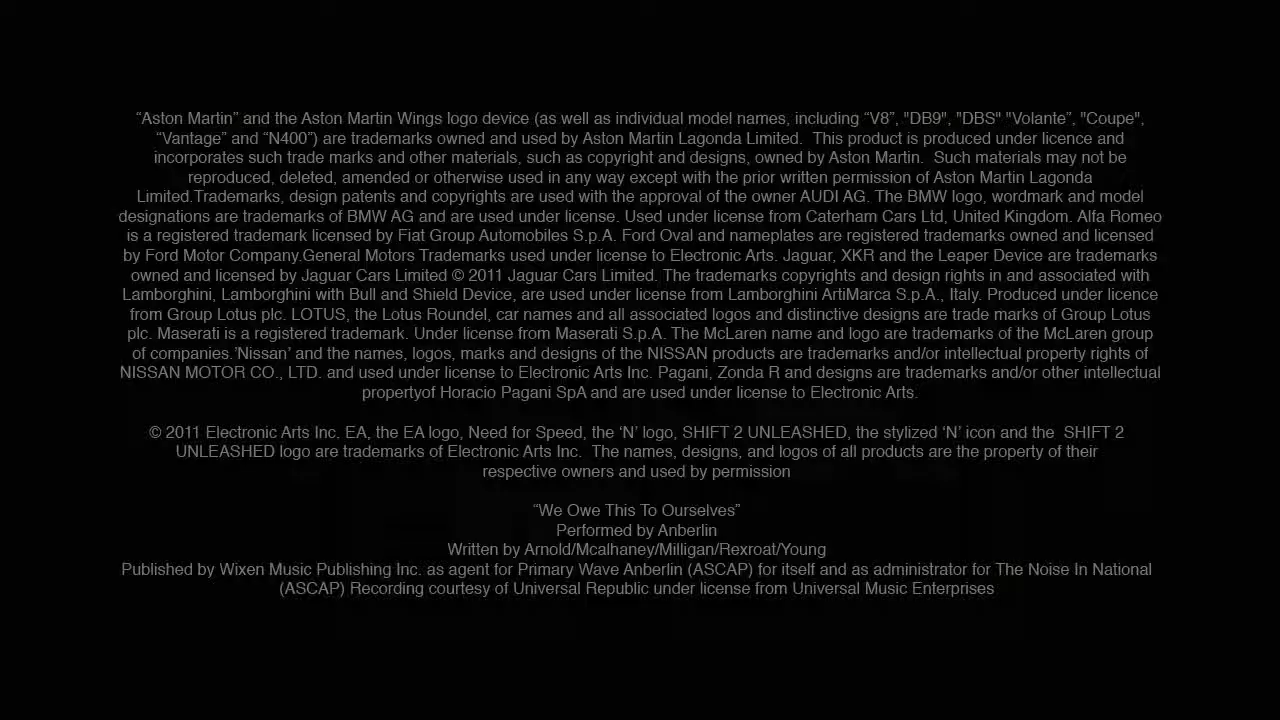 “Aston Martin” and the Aston Martin Wings logo device (as well as individual model names, including “V8”, "DB9", "DBS" "Volante”, "Coupe",
“Vantage” and “N400”) are trademarks owned and used by Aston Martin Lagonda Limited.  This product is produced under licence and
incorporates such trade marks and other materials, such as copyright and designs, owned by Aston Martin.  Such materials may not be
reproduced, deleted, amended or otherwise used in any way except with the prior written permission of Aston Martin Lagonda
Limited.Trademarks, design patents and copyrights are used with the approval of the owner AUDI AG. The BMW logo, wordmark and model
designations are trademarks of BMW AG and are used under license. Used under license from Caterham Cars Ltd, United Kingdom. Alfa Romeo
is a registered trademark licensed by Fiat Group Automobiles S.p.A. Ford Oval and nameplates are registered trademarks owned and licensed
by Ford Motor Company.General Motors Trademarks used under license to Electronic Arts. Jaguar, XKR and the Leaper Device are trademarks
owned and licensed by Jaguar Cars Limited © 2011 Jaguar Cars Limited. The trademarks copyrights and design rights in and associated with
Lamborghini, Lamborghini with Bull and Shield Device, are used under license from Lamborghini ArtiMarca S.p.A., Italy. Produced under licence
from Group Lotus plc. LOTUS, the Lotus Roundel, car names and all associated logos and distinctive designs are trade marks of Group Lotus
plc. Maserati is a registered trademark. Under license from Maserati S.p.A. The McLaren name and logo are trademarks of the McLaren group
of companies.’Nissan’ and the names, logos, marks and designs of the NISSAN products are trademarks and/or intellectual property rights of
NISSAN MOTOR CO., LTD. and used under license to Electronic Arts Inc. Pagani, Zonda R and designs are trademarks and/or other intellectual
propertyof Horacio Pagani SpA and are used under license to Electronic Arts.
© 2011 Electronic Arts Inc. EA, the EA logo, Need for Speed, the ‘N’ logo, SHIFT 2 UNLEASHED, the stylized ‘N’ icon and the  SHIFT 2
UNLEASHED logo are trademarks of Electronic Arts Inc.  The names, designs, and logos of all products are the property of their
respective owners and used by permission
“We Owe This To Ourselves”
Performed by Anberlin
Written by Arnold/Mcalhaney/Milligan/Rexroat/Young
Published by Wixen Music Publishing Inc. as agent for Primary Wave Anberlin (ASCAP) for itself and as administrator for The Noise In National
(ASCAP) Recording courtesy of Universal Republic under license from Universal Music Enterprises